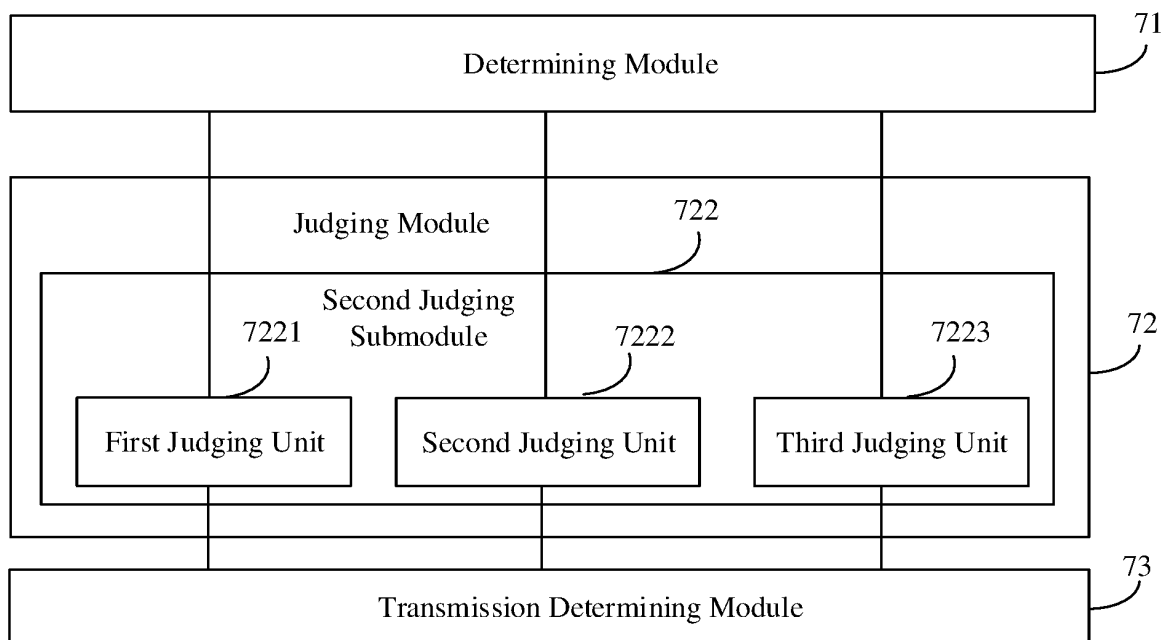 71
Determining Module
Judging Module
722
Second Judging
Submodule
7221
7222
7223
72
First Judging Unit
Second Judging Unit
Third Judging Unit
73
Transmission Determining Module